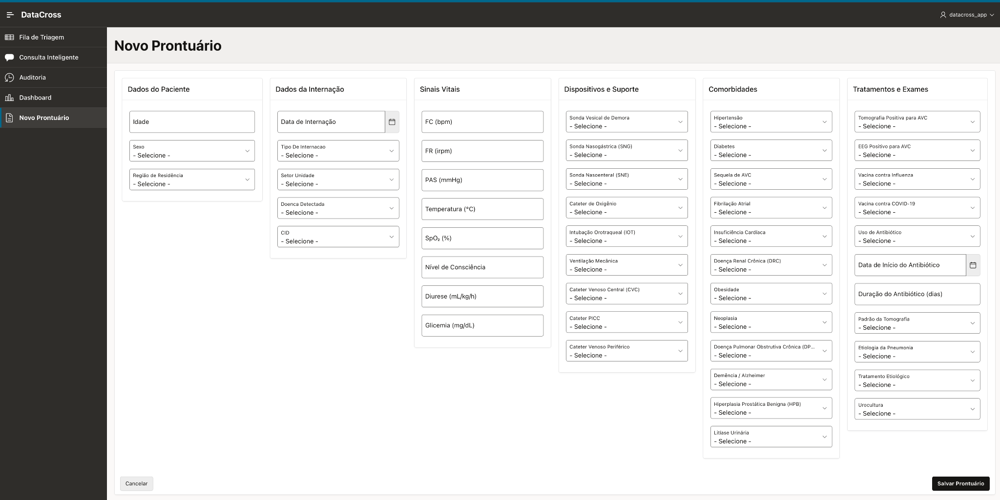 DataCross
datacross_app
Fila de Triagem
Consulta Inteligente
Auditoria
Dashboard
Novo Prontuário
Novo Prontuário
Dados do Paciente
Idade
Sexo
- Selecione -
Região de Residência
- Selecione -
Dados da Internação
Data de Internação
Tipo De Internacao
- Selecione -
Setor Unidade
- Selecione -
Doenca Detectada
- Selecione -
CID
- Selecione -
Sinais Vitais
FC (bpm)
FR (irpm)
PAS (mmHg)
Temperatura (°C)
SpO₂ (%)
Nível de Consciência
Diurese (mL/kg/h)
Glicemia (mg/dL)
Dispositivos e Suporte
Sonda Vesical de Demora
- Selecione -
Sonda Nasogástrica (SNG)
- Selecione -
Sonda Nasoenteral (SNE)
- Selecione -
Cateter de Oxigênio
- Selecione -
Intubação Orotraqueal (IOT)
- Selecione -
Ventilação Mecânica
- Selecione -
Cateter Venoso Central (CVC)
- Selecione -
Cateter PICC
- Selecione -
Cateter Venoso Periférico
- Selecione -
Comorbidades
Hipertensão
- Selecione -
Diabetes
- Selecione -
Sequela de AVC
- Selecione -
Fibrilação Atrial
- Selecione -
Insuficiência Cardíaca
- Selecione -
Doença Renal Crônica (DRC)
- Selecione -
Obesidade
- Selecione -
Neoplasia
- Selecione -
Doença Pulmonar Obstrutiva Crônica (DP...
- Selecione -
Demência / Alzheimer
- Selecione -
Hiperplasia Prostática Benigna (HPB)
- Selecione -
Litíase Urinária
- Selecione -
Tratamentos e Exames
Tomografia Positiva para AVC
- Selecione -
EEG Positivo para AVC
- Selecione -
Vacina contra Influenza
- Selecione -
Vacina contra COVID-19
- Selecione -
Uso de Antibiótico
- Selecione -
Data de Início do Antibiótico
Duração do Antibiótico (dias)
Padrão da Tomografia
- Selecione -
Etiologia da Pneumonia
- Selecione -
Tratamento Etiológico
- Selecione -
Urocultura
- Selecione -
Cancelar
Salvar Prontuário